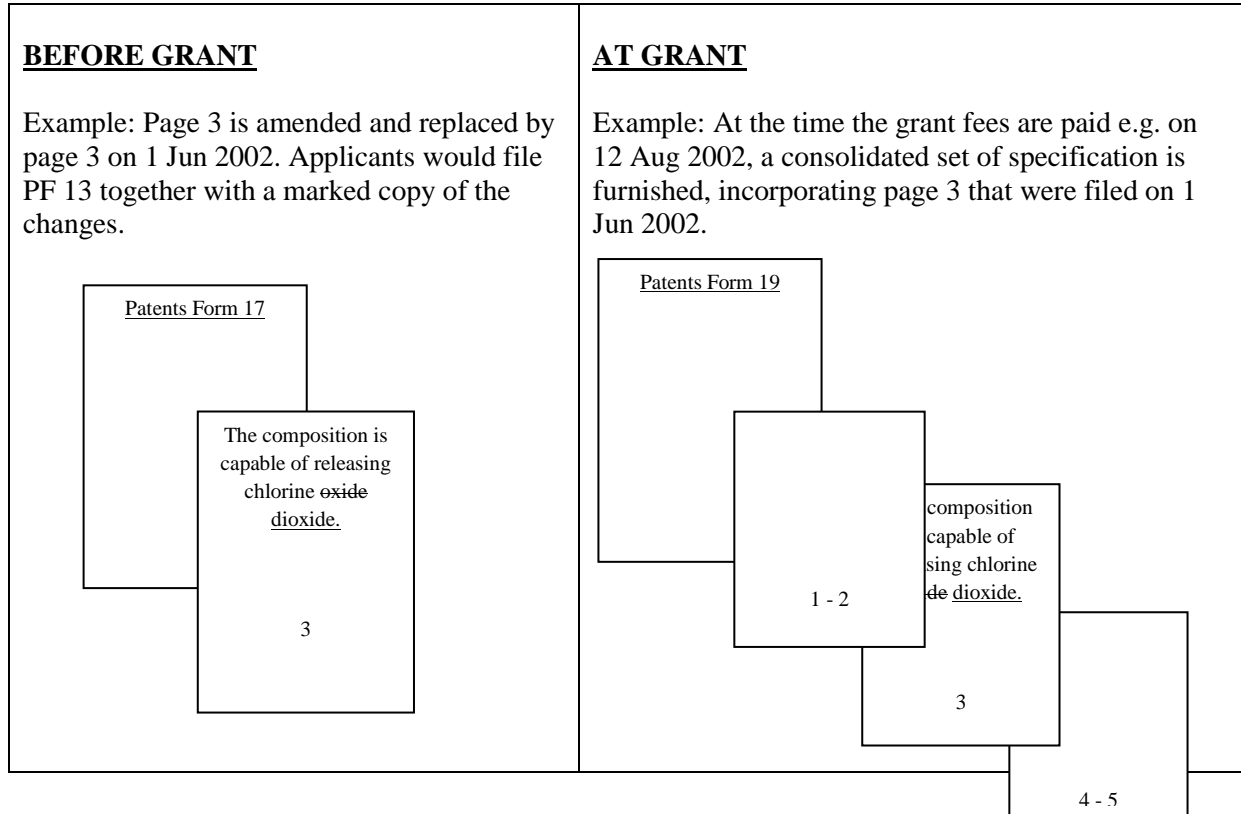 BEFORE GRANT
Example: Page 3 is amended and replaced by
page 3 on 1 Jun 2002. Applicants would file
PF 13 together with a marked copy of the
changes.
Patents Form 17
The composition is
capable of releasing
chlorine oxide
dioxide.
3
AT GRANT
Example: At the time the grant fees are paid e.g. on
12 Aug 2002, a consolidated set of specification is
furnished, incorporating page 3 that were filed on 1
Jun 2002.
Patents Form 19
1 - 2
composition
capable of
sing chlorine
de dioxide.
3
4 - 5